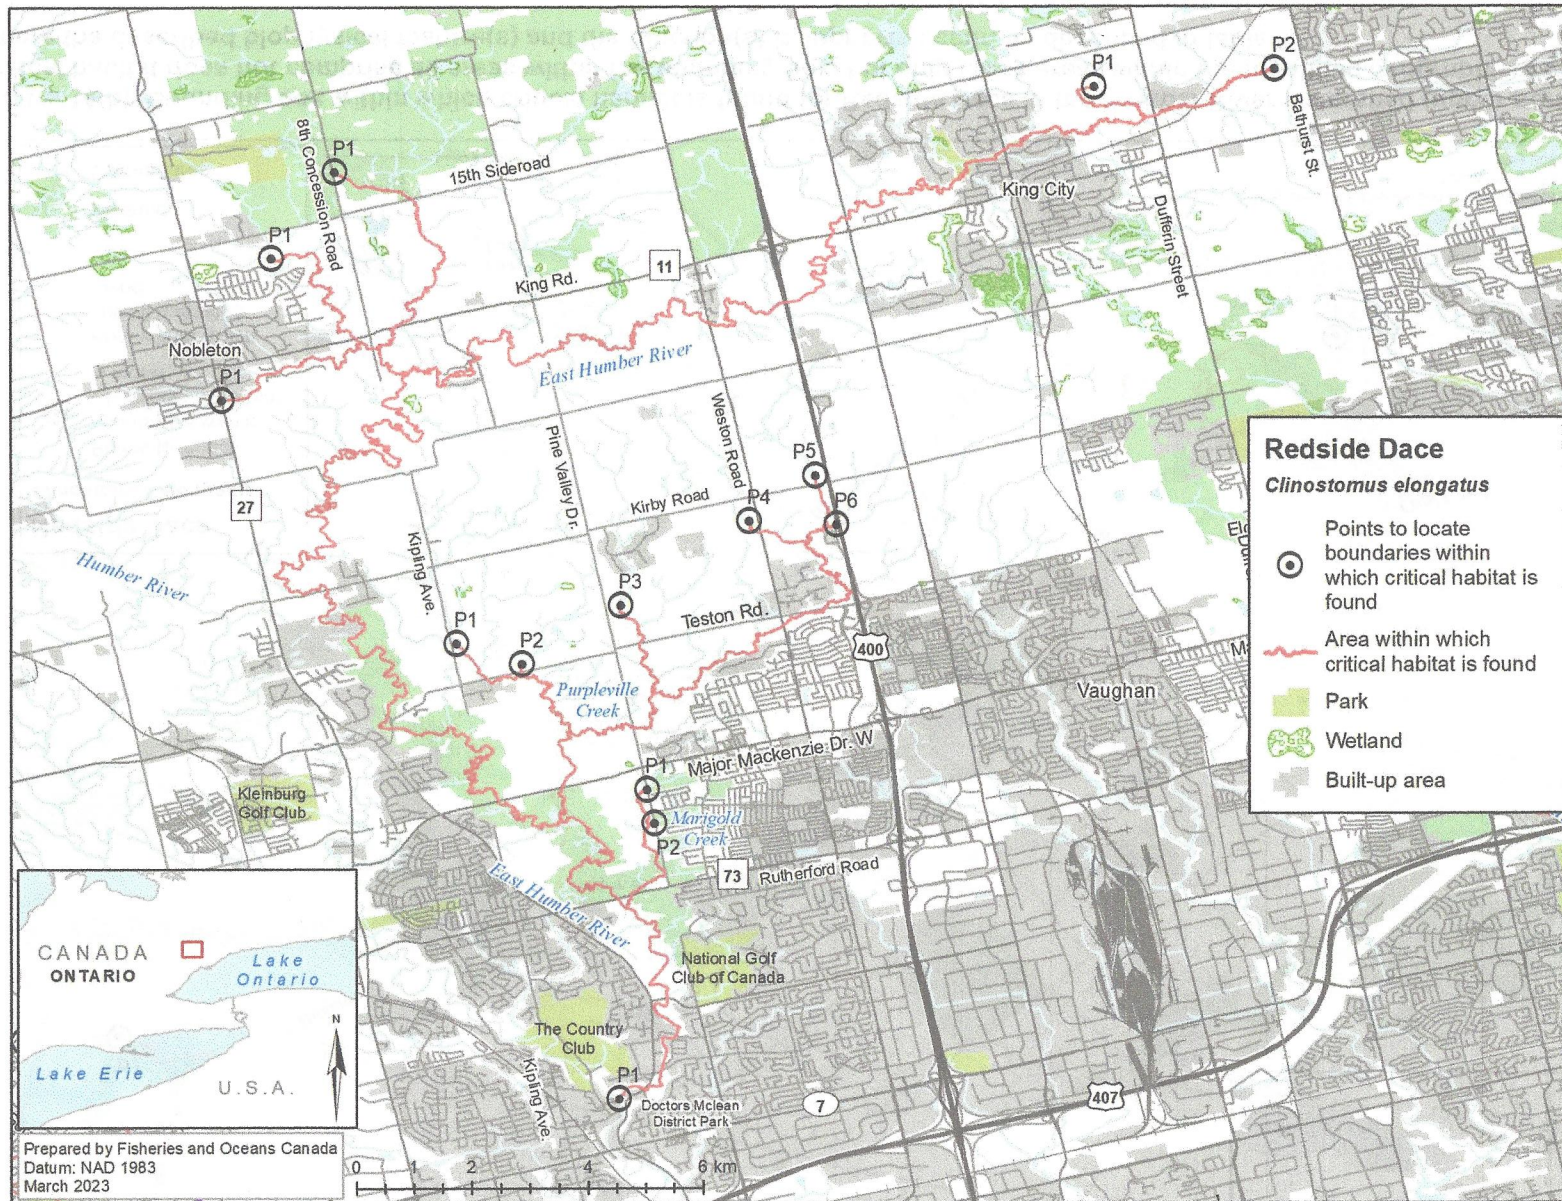 P2
P1
Bathurst St.
8th Concession Road
P1
15th Sideroad
King City
Dufferin Street
P1
11
King Rd.
Nobleton
P1
East Humber River
Weston Road
Pine Valley Dr.
P5
27
Kirby Road
P4
P6
Humber River
Kipling Ave.
P3
Teston Rd.
P1
P2
400
Purpleville
Creek
Vaughan
Major Mackenzie Dr. W
P1
Kleinburg
Golf Club
Marigold
Creek
P2
73
Rutherford Road
East Humber River
National Golf
Club of Canada
The Country
Club
Kipling Ave.
P1
Doctors Mclean
District Park
7
407
Redside Dace
Clinostomus elongatus
Points to locate
boundaries within
which critical habitat is
found
Area within which
critical habitat is found
Park
Wetland
Built-up area
CANADA
ONTARIO
Lake
Ontario
N
Lake Erie
U.S.A.
Prepared by Fisheries and Oceans Canada
Datum: NAD 1983
March 2023
0 1 2 4 6 km